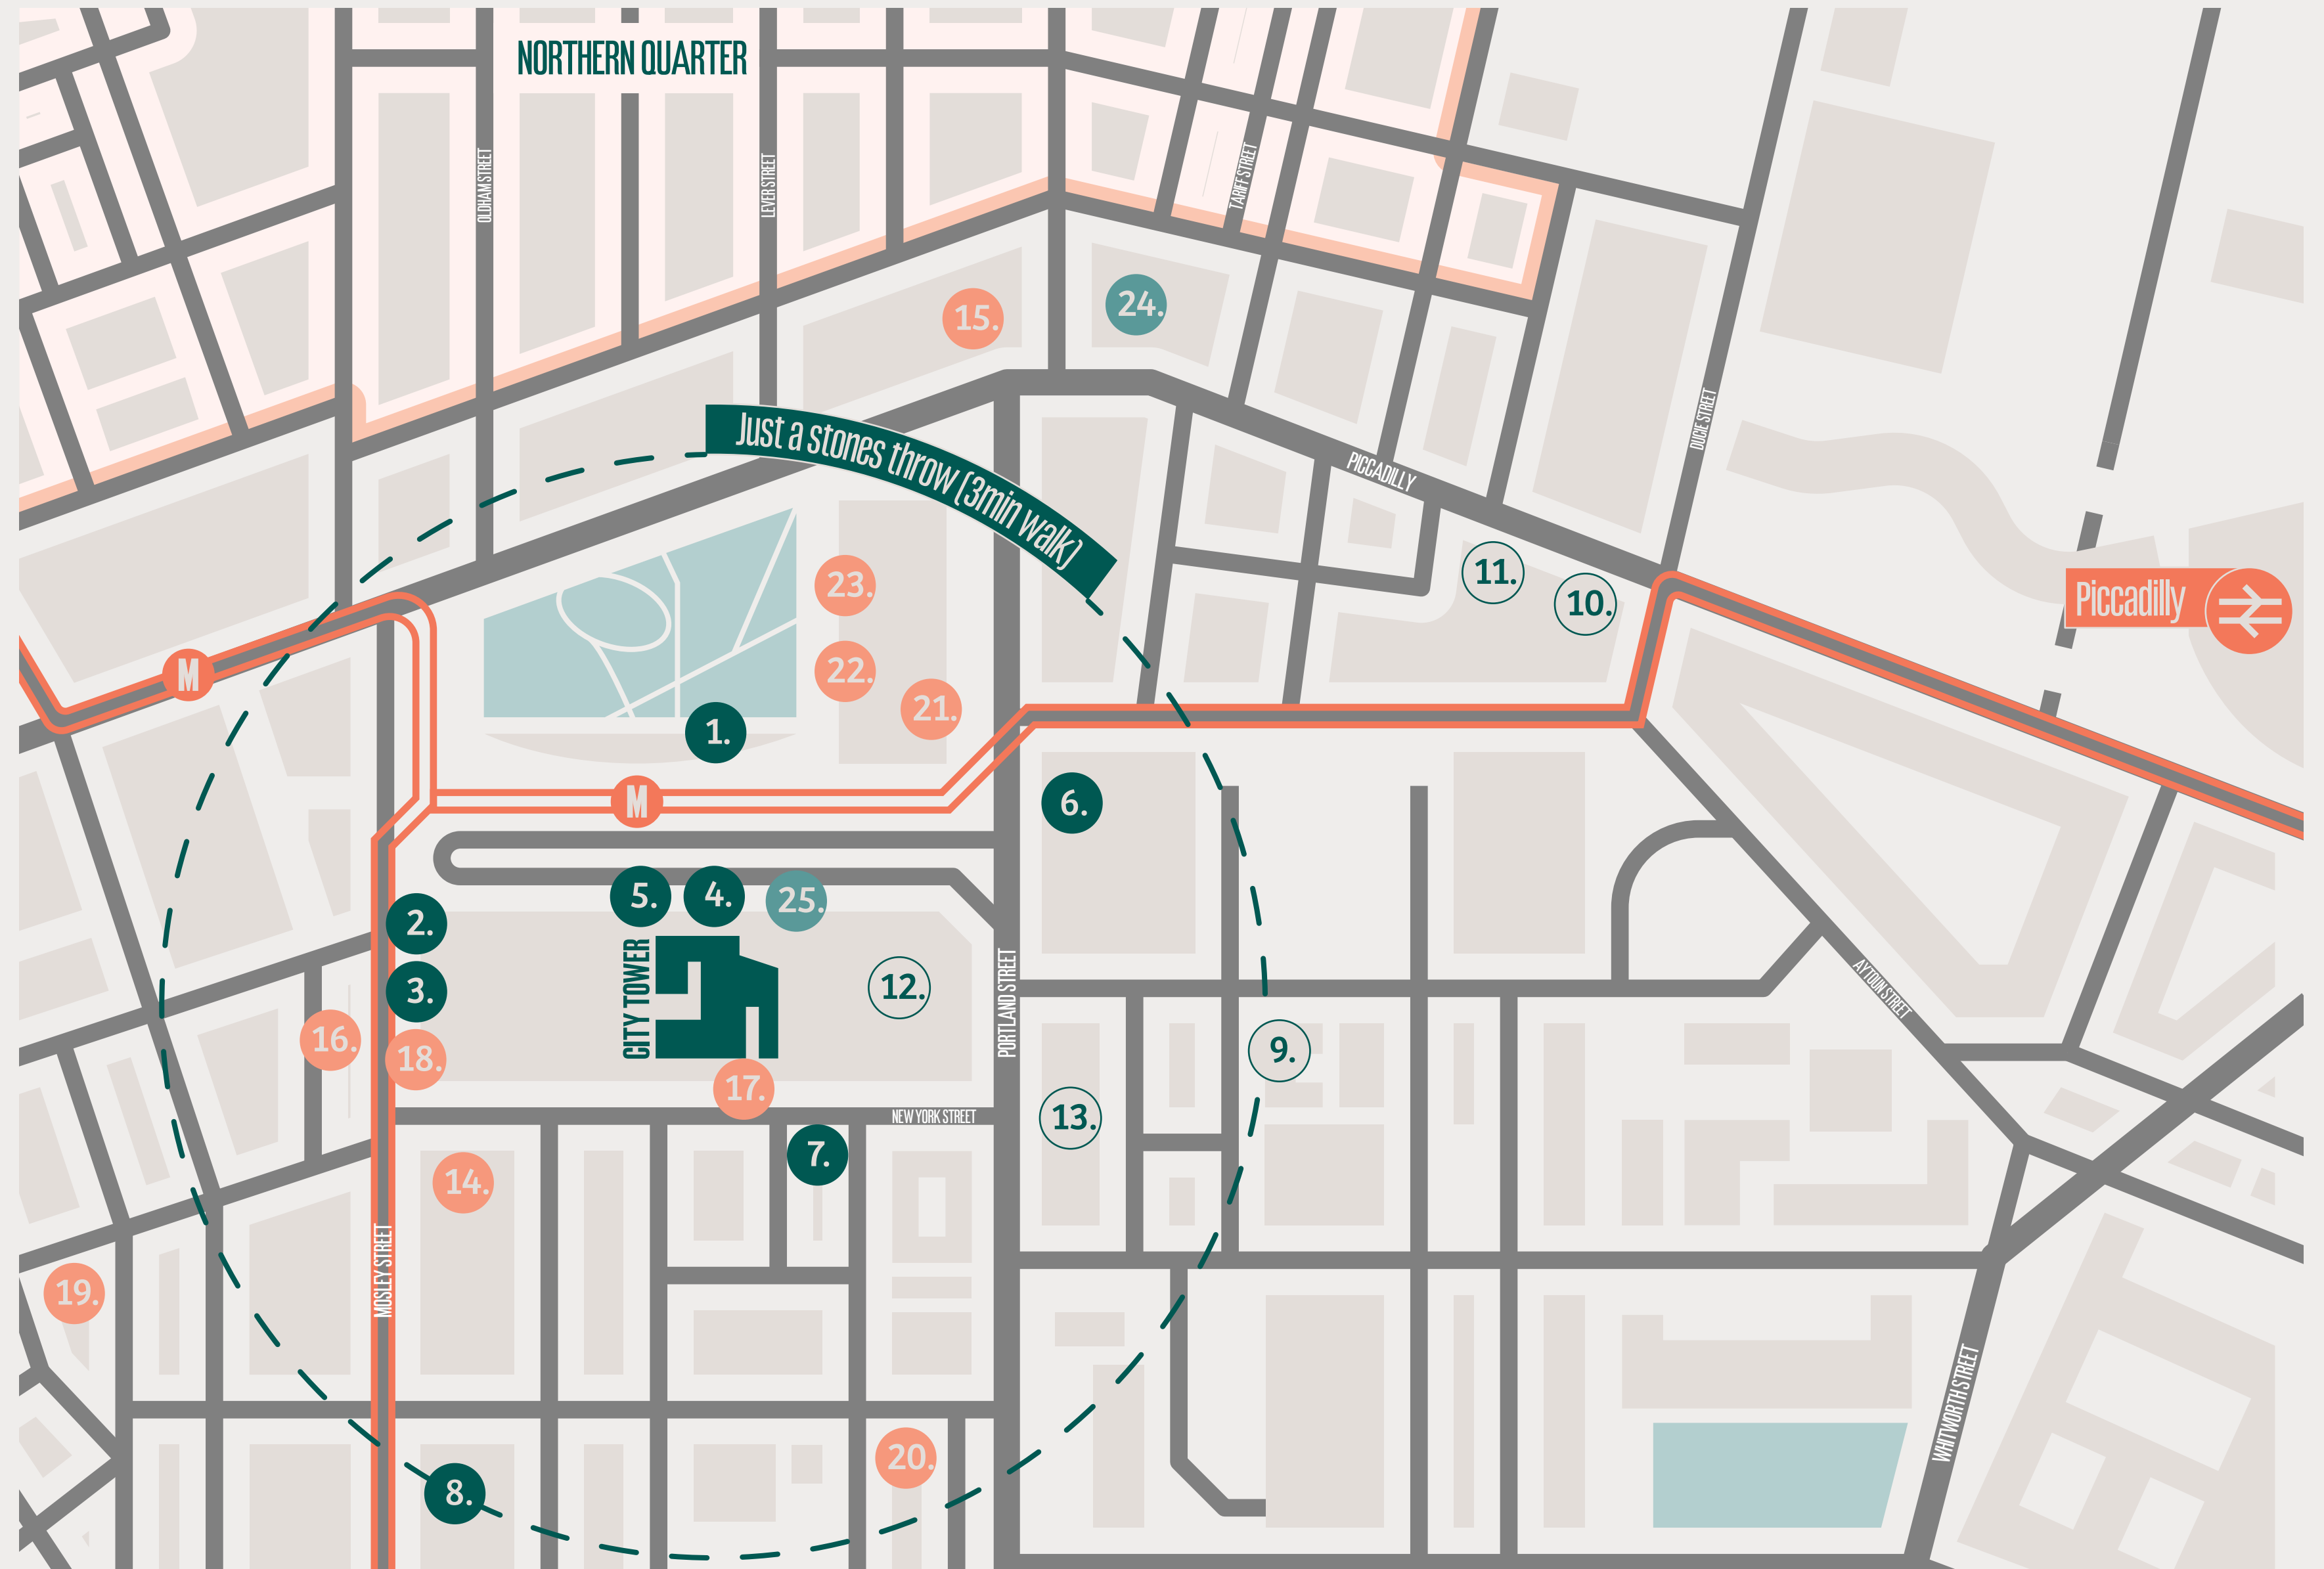 NORTHERN QUARTER
OLDHAM STREET
LEVER STREET
TARIFF STREET
15.
24.
DUCIE STREET
Just a stones throw (3min walk)
PICCADILLY
23.
11.
10.
Piccadilly
M
22.
21.
1.
M
6.
2.
5.
4.
25.
3.
CITY TOWER
12.
PORTLAND STREET
AYTOUN STREET
16.
18.
17.
9.
NEW YORK STREET
13.
14.
7.
19.
MOSLEY STREET
WHITWORTH STREET
20.
8.